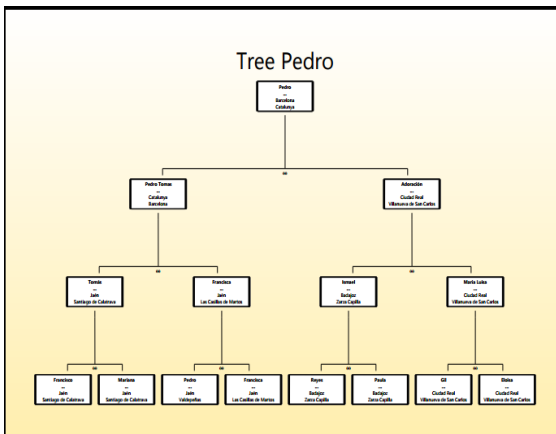 Tree Pedro
Pedro
...
Barcelona
Catalunya
∞
Pedro Tomas
...
Catalunya
Barcelona
Adoración
...
Ciudad Real
Villanueva de San Carlos
∞
∞
Tomás
...
Jaén
Santiago de Calatrava
Francisca
...
Jaén
Las Casillas de Martos
Ismael
...
Badajoz
Zarza Capilla
María Luisa
...
Ciudad Real
Villanueva de San Carlos
∞
∞
∞
∞
Francisco
...
Jaén
Santiago de Calatrava
Mariana
...
Jaén
Santiago de Calatrava
Pedro
...
Jaén
Valdepeñas
Francisca
...
Jaén
Las Casillas de Martos
Reyes
...
Badajoz
Zarza Capilla
Paula
...
Badajoz
Zarza Capilla
Gil
...
Ciudad Real
Villanueva de San Carlos
Eloisa
...
Ciudad Real
Villanueva de San Carlos